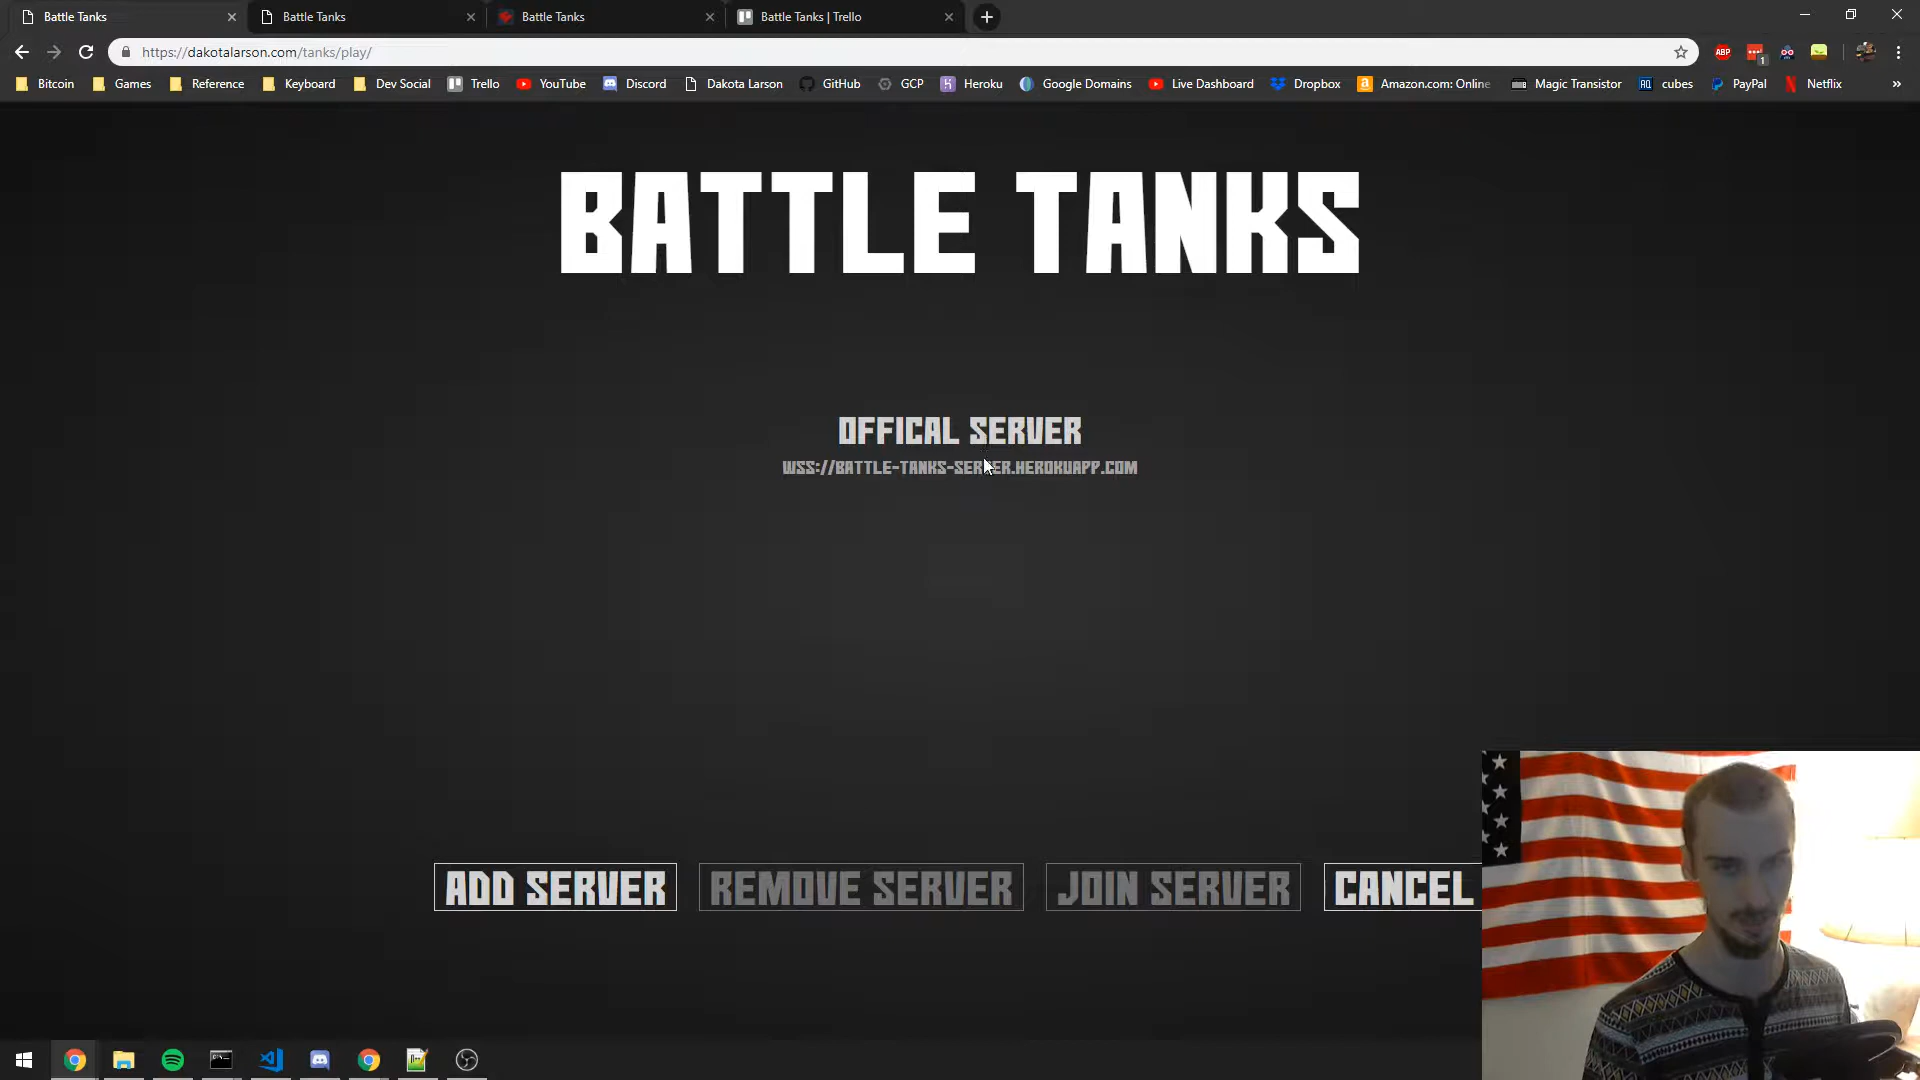 Battle Tanks
Battle Tanks
Battle Tanks
Battle Tanks | Trello
https://dakotalarson.com/tanks/play/
ABP
1
Bitcoin
Games
Reference
Keyboard
Dev Social
Trello
YouTube
Discord
Dakota Larson
GitHub
GCP
Heroku
Google Domains
Live Dashboard
Dropbox
Amazon.com: Online
Magic Transistor
cubes
PayPal
Netflix
BATTLE TANKS
OFFICAL SERVER
WSS://BATTLE-TANKS-SERVER.HEROKUAPP.COM
ADD SERVER
REMOVE SERVER
JOIN SERVER
CANCEL